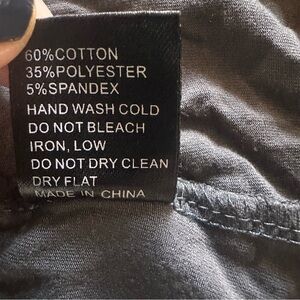 60%COTTON
35%POLYESTER
5%SPANDEX
HAND WASH COLD
DO NOT BLEACH
IRON, LOW
DO NOT DRY CLEAN
DRY FLAT
MADE IN CHINA